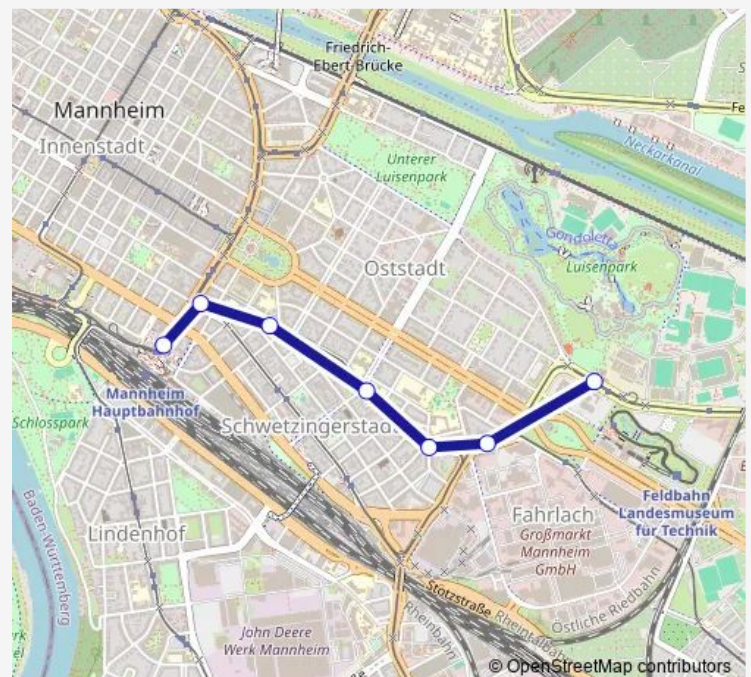 Friedrich-
Ebert-Brücke
Mannheim
Innenstadt
Unterer
Luisenpark
Neckarkanal
Gondoletta
Luisenpark
Oststadt
Mannheim
Hauptbahnhof
Schlosspark
Schwetzingerstadt
Baden-Württemberg
Lindenhof
Fahrlach
Großmarkt
Mannheim
GmbH
Feldbahn
Landesmuseum
für Technik
Stotzstraße
Rheintalbahn
Östliche Riedbahn
Rheinbahn
John Deere
Werk Mannheim
© OpenStreetMap contributors